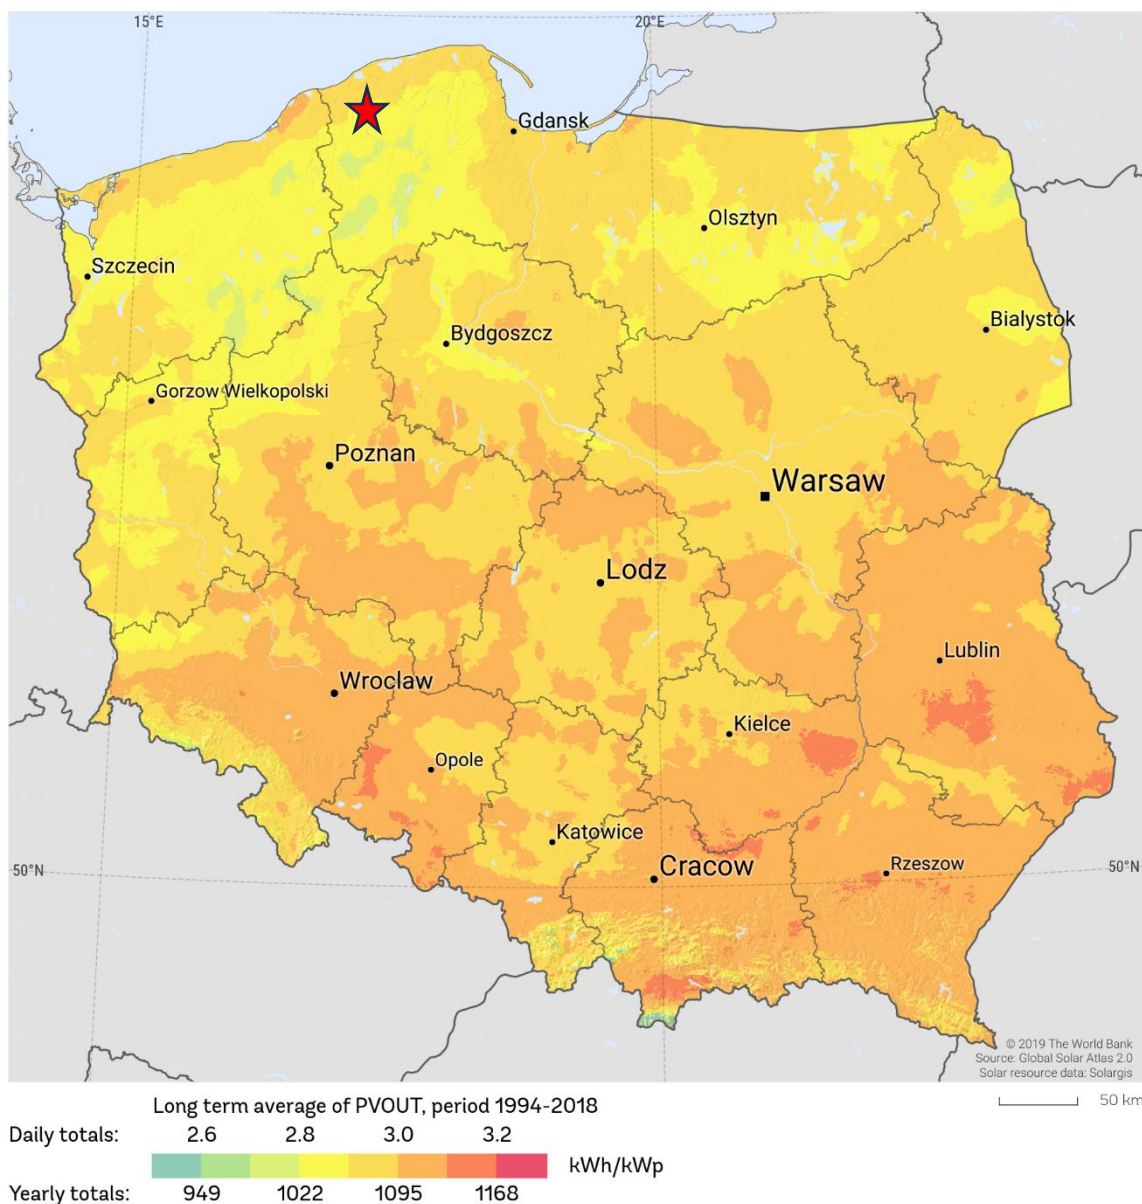 15°E
20°E
Gdansk
Olsztyn
Szczecin
Bialystok
Bydgoszcz
Gorzow Wielkopolski
Poznan
Warsaw
Lodz
Lublin
Wroclaw
Kielce
Opole
Katowice
Cracow
Rzeszow
50°N
50°N
© 2019 The World Bank
Source: Global Solar Atlas 2.0
Solar resource data: Solargis
50 km
Long term average of PVOUT, period 1994-2018
Daily totals: 2.6 2.8 3.0 3.2
kWh/kWp
Yearly totals: 949 1022 1095 1168